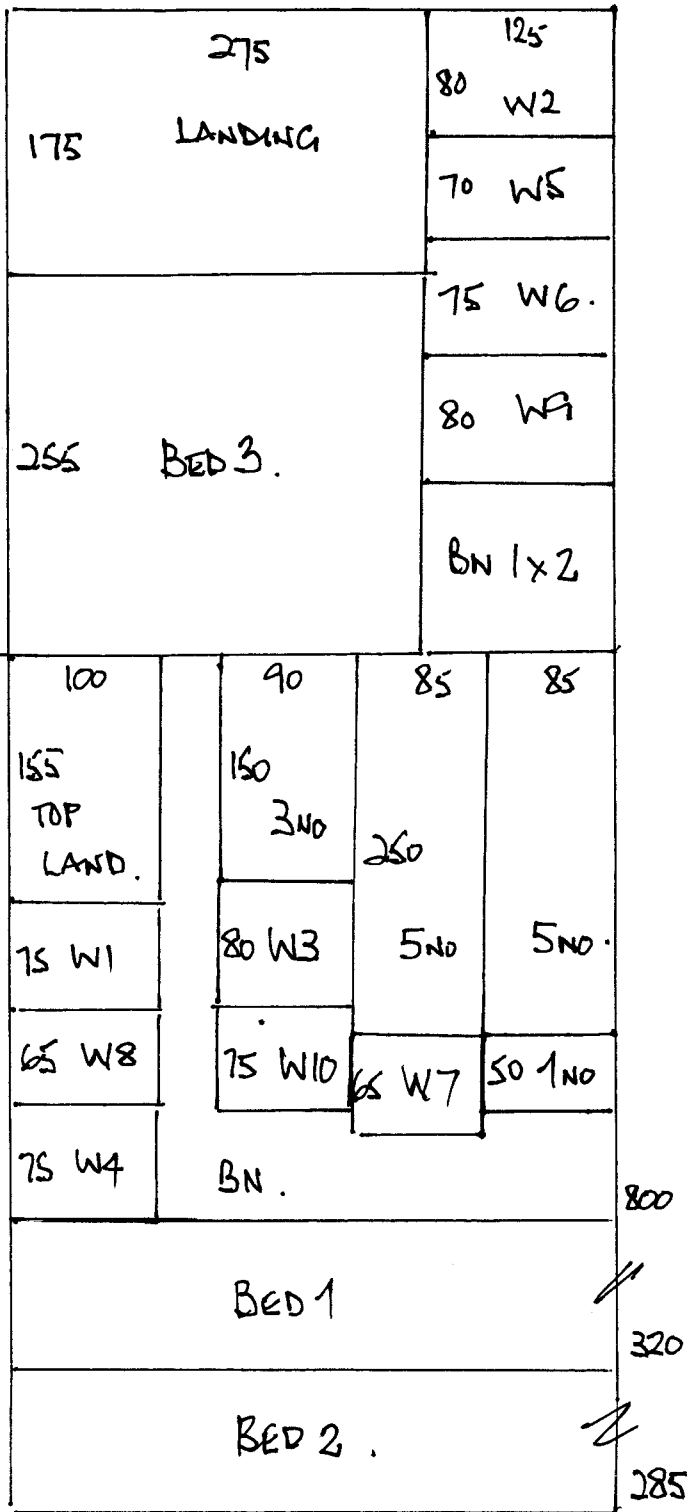 275
125
80
W2
175
LANDING
70 W5
75 W6.
80 W9
255
BED 3.
BN 1x2
100
90
85
85
155
TOP
LAND.
150
3NO
250
75 W1
80 W3
5NO
5NO.
65 W8
75 W10
65 W7
50 1NO
75 W4
BN.
800
BED 1
320
BED 2.
285